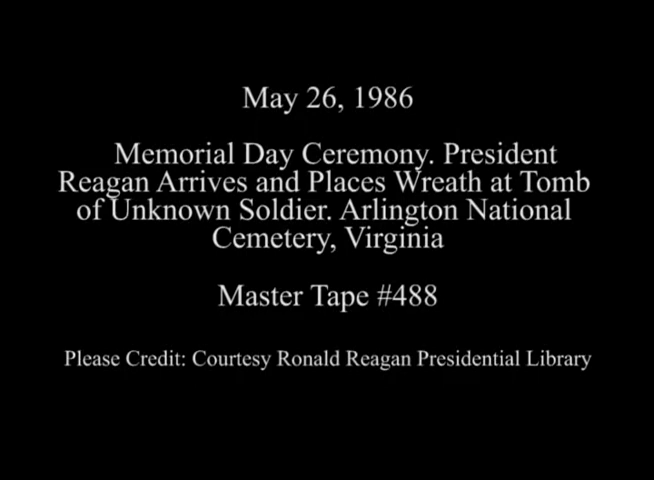 May 26, 1986
Memorial Day Ceremony. President
Reagan Arrives and Places Wreath at Tomb
of Unknown Soldier. Arlington National
Cemetery, Virginia
Master Tape #488
Please Credit: Courtesy Ronald Reagan Presidential Library